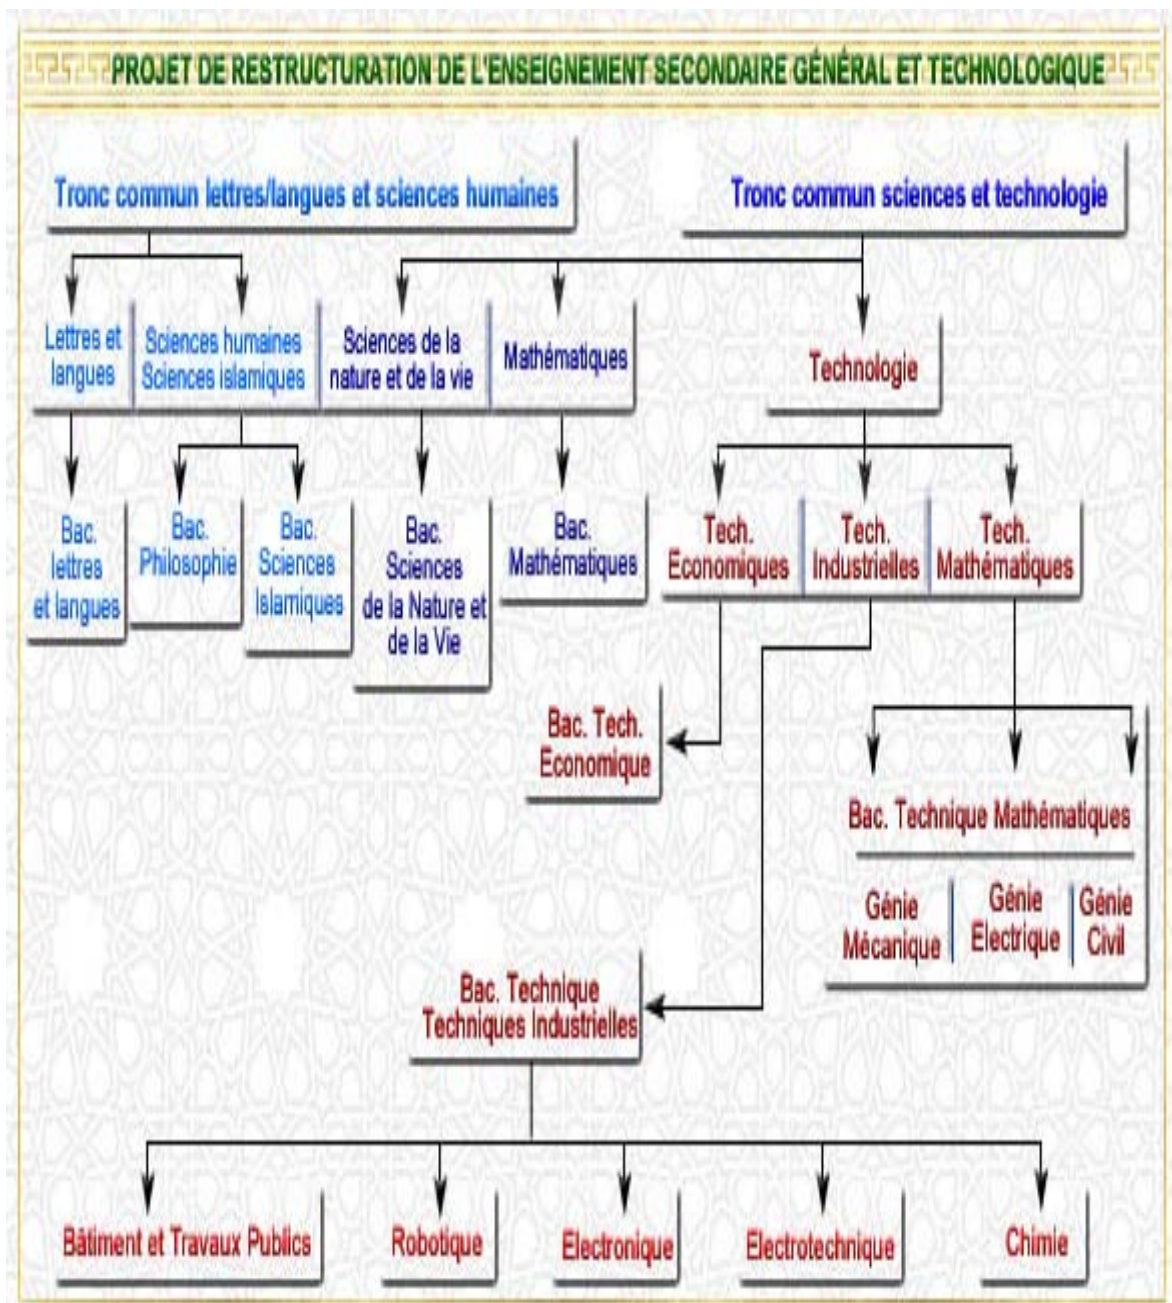 PROJET DE RESTRUCTURATION DE L'ENSEIGNEMENT SECONDAIRE GÉNÉRAL ET TECHNOLOGIQUE
Tronc commun lettres/langues et sciences humaines
Tronc commun sciences et technologie
Lettres et
langues
Sciences humaines
Sciences islamiques
Sciences de la
nature et de la vie
Mathématiques
Technologie
Bac.
lettres
et langues
Bac.
Philosophie
Bac.
Sciences
Islamiques
Bac.
Sciences
de la Nature et
de la Vie
Bac.
Mathématiques
Tech.
Economiques
Tech.
Industrielles
Tech.
Mathématiques
Bac. Tech.
Economique
Bac. Technique Mathématiques
Génie
Mécanique
Génie
Electrique
Génie
Civil
Bac. Technique
Techniques Industrielles
Bâtiment et Travaux Publics
Robotique
Electronique
Electrotechnique
Chimie